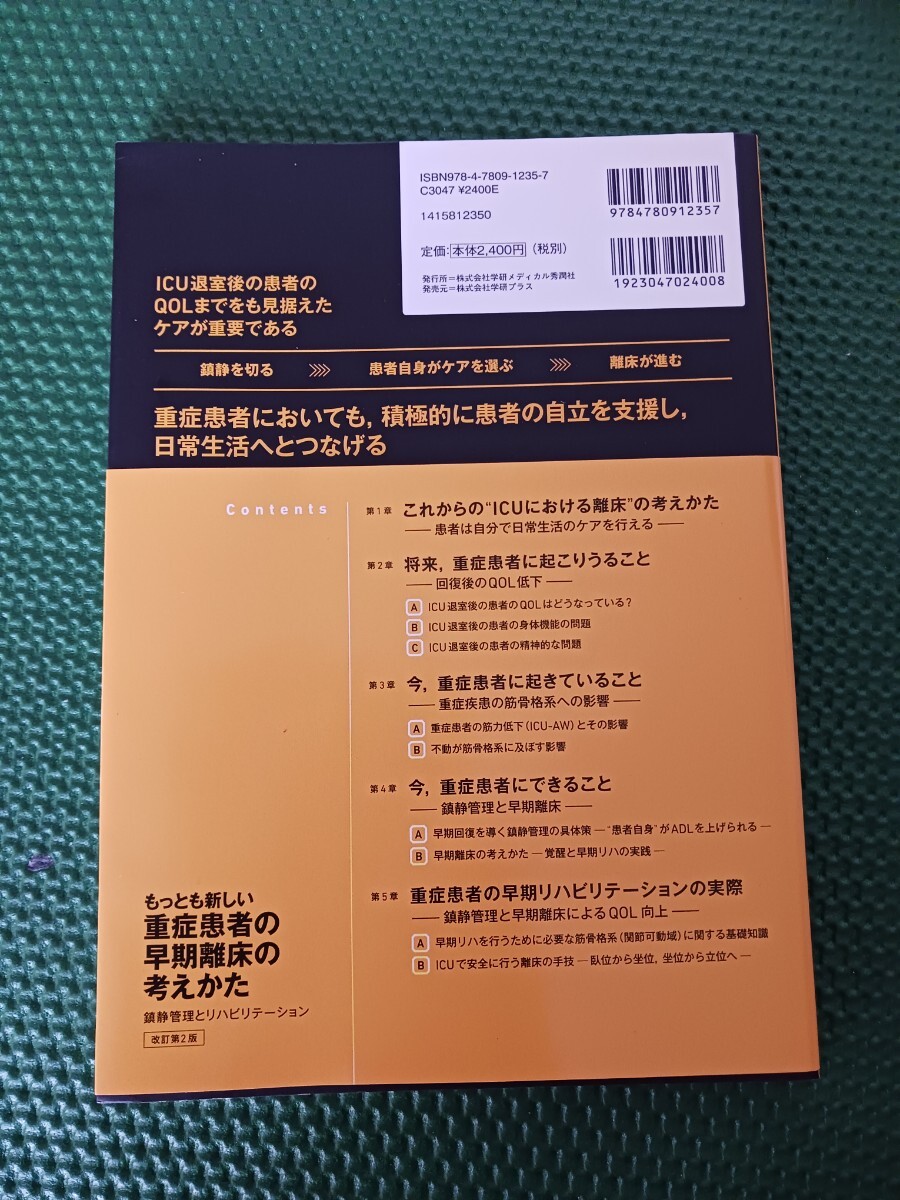 ISBN978-4-7809-1235-7
C3047 ¥2400E
1415812350
定価:本体2,400円(税別)
発行所=株式会社学研メディカル秀潤社
発売元=株式会社学研プラス
9784780912357
1923047024008
ICU退室後の患者の
QOLまでをも見据えた
ケアが重要である
鎮静を切る 》》 患者自身がケアを選ぶ 》》 離床が進む
重症患者においても,積極的に患者の自立を支援し,
日常生活へとつなげる
Contents
第1章 これからの“ICUにおける離床”の考えかた
―― 患者は自分で日常生活のケアを行える ――
第2章 将来,重症患者に起こりうること
―― 回復後のQOL低下 ――
A ICU退室後の患者のQOLはどうなっている?
B ICU退室後の患者の身体機能の問題
C ICU退室後の患者の精神的な問題
第3章 今,重症患者に起きていること
―― 重症疾患の筋骨格系への影響 ――
A 重症患者の筋力低下(ICU-AW)とその影響
B 不動が筋骨格系に及ぼす影響
第4章 今,重症患者にできること
―― 鎮静管理と早期離床 ――
A 早期回復を導く鎮静管理の具体策 ―“患者自身”がADLを上げられる―
B 早期離床の考えかた ―覚醒と早期リハの実践―
第5章 重症患者の早期リハビリテーションの実際
―― 鎮静管理と早期離床によるQOL向上 ――
A 早期リハを行うために必要な筋骨格系(関節可動域)に関する基礎知識
B ICUで安全に行う離床の手技 ―臥位から坐位,坐位から立位へ―
もっとも新しい
重症患者の
早期離床の
考えかた
鎮静管理とリハビリテーション
改訂第2版